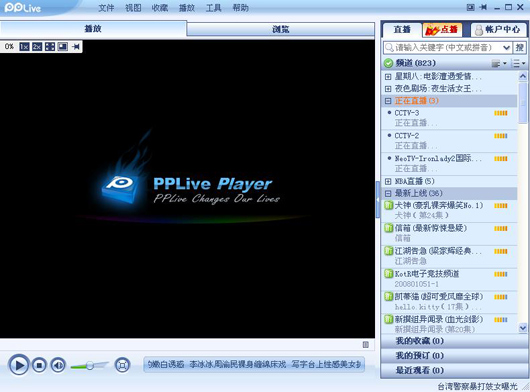 PPLive
文件 视图 收藏 播放 工具 帮助
播放 浏览
0% 1x 2x
PPLive Player
PPLive Changes Our Lives
直播 点播 帐户中心
请输入关键字(中文或拼音) 搜
频道(823)
星期八:电影遭遇爱情...
夜色剧场:夜生活女王...
正在直播(3)
CCTV-3
正在直播...
CCTV-2
正在直播...
NeoTV-Ironlady2国际...
正在直播...
NBA直播(5)
最新上线(36)
犬神(豪乳裸奔爆笑No.1)
犬神(第24集)
信箱(最新惊悚悬疑)
信箱
江湖告急(梁家辉经典...
江湖告急
KotR电子竞技频道
200801051-1
凯蒂猫(超可爱风靡全球)
hello kitty(17集)...
新撰组异闻录(血光剑影)
新撰组异闻录(第20集)
我的收藏(0)
我的预订(0)
最近观看(0)
嫩白诱惑 李冰冰周渝民裸身缠绵床戏 写字台上性感美女
台湾警察暴打妓女曝光